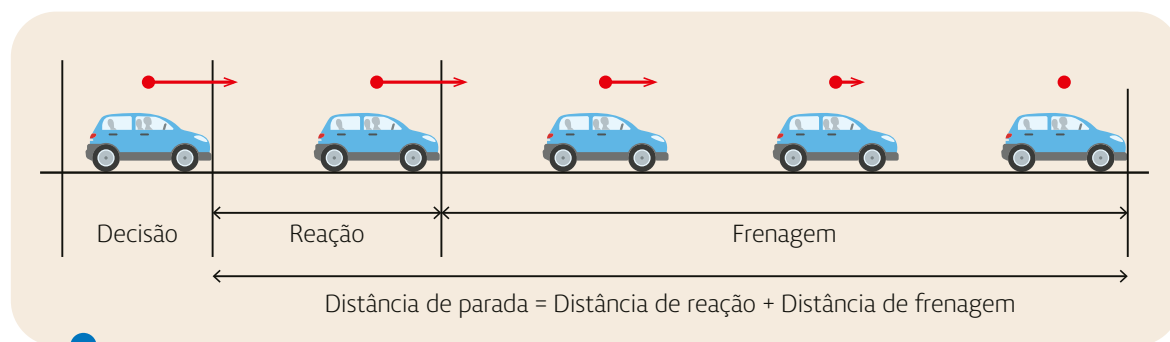 Decisão
Reação
Frenagem
Distância de parada = Distância de reação + Distância de frenagem